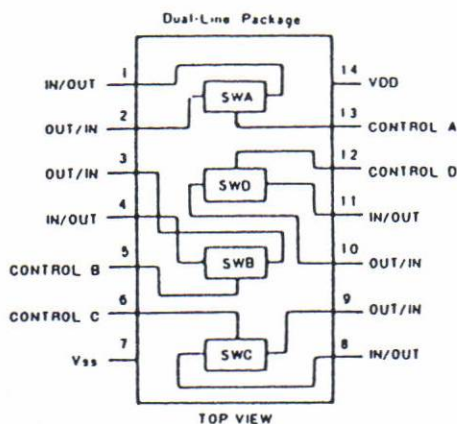 Dual-Line Package
1
IN/OUT
2
OUT/IN
3
OUT/IN
4
IN/OUT
5
CONTROL B
6
CONTROL C
7
Vss
SWA
SWD
SWB
SWC
14
VDD
13
CONTROL A
12
CONTROL D
11
IN/OUT
10
OUT/IN
9
OUT/IN
8
IN/OUT
TOP VIEW